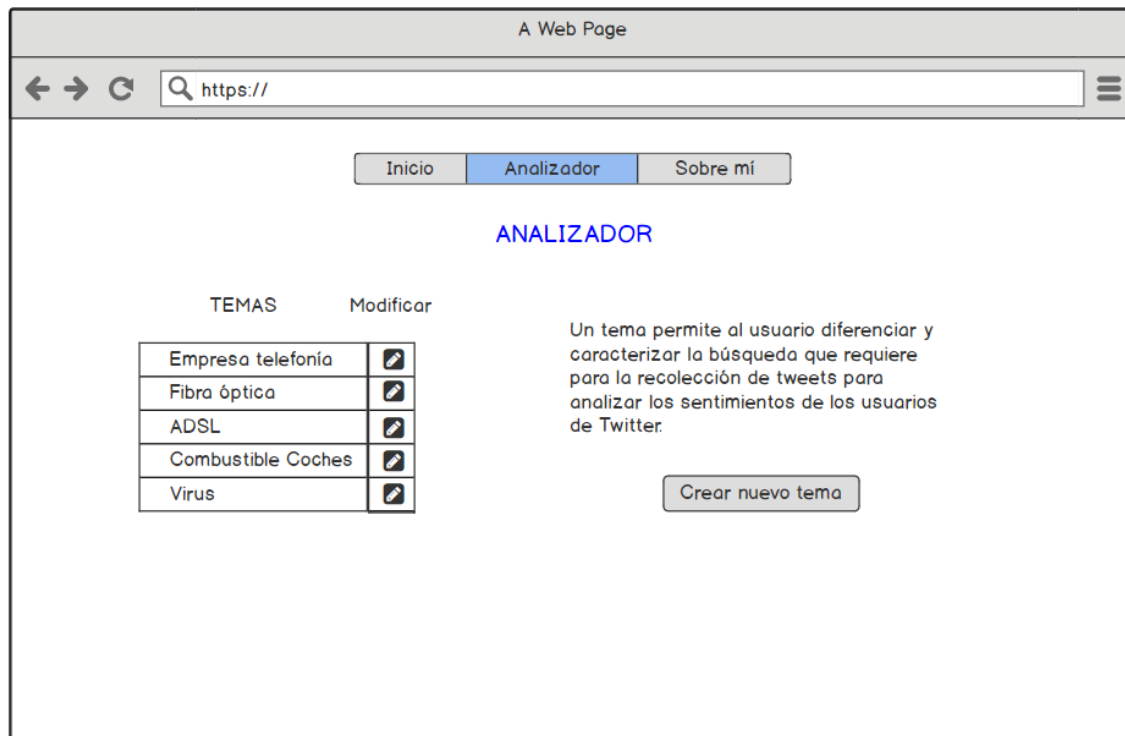 A Web Page
https://
Inicio Analizador Sobre mí
ANALIZADOR
TEMAS Modificar
Empresa telefonía
Fibra óptica
ADSL
Combustible Coches
Virus
Un tema permite al usuario diferenciar y
caracterizar la búsqueda que requiere
para la recolección de tweets para
analizar los sentimientos de los usuarios
de Twitter.
Crear nuevo tema